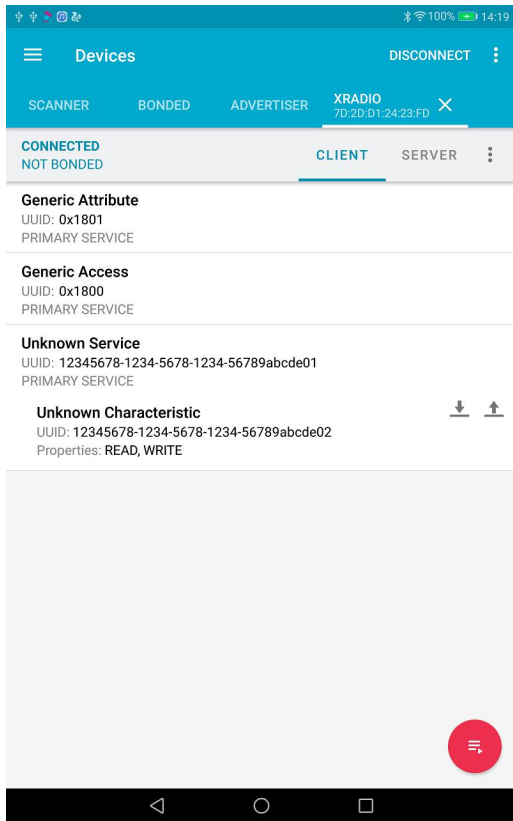 100% 14:19
Devices DISCONNECT
SCANNER BONDED ADVERTISER XRADIO
7D:2D:D1:24:23:FD
CONNECTED
NOT BONDED
CLIENT SERVER
Generic Attribute
UUID: 0x1801
PRIMARY SERVICE
Generic Access
UUID: 0x1800
PRIMARY SERVICE
Unknown Service
UUID: 12345678-1234-5678-1234-56789abcde01
PRIMARY SERVICE
Unknown Characteristic
UUID: 12345678-1234-5678-1234-56789abcde02
Properties: READ, WRITE